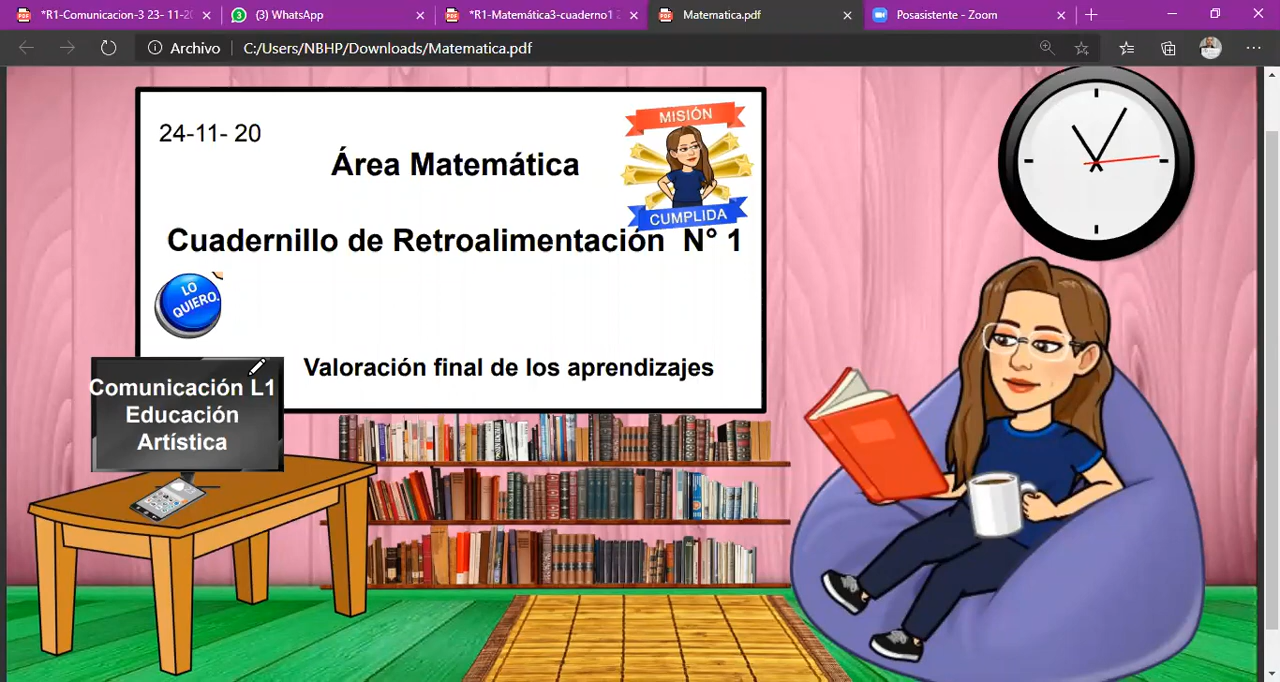 *R1-Comunicacion-3 23- 11-20
(3) WhatsApp
*R1-Matemática3-cuaderno1 2
Matematica.pdf
Posasistente - Zoom
Archivo
C:/Users/NBHP/Downloads/Matematica.pdf
24-11- 20
MISIÓN
CUMPLIDA
Área Matemática
Cuadernillo de Retroalimentación N° 1
LO
QUIERO.
Valoración final de los aprendizajes
Comunicación L1
Educación
Artística